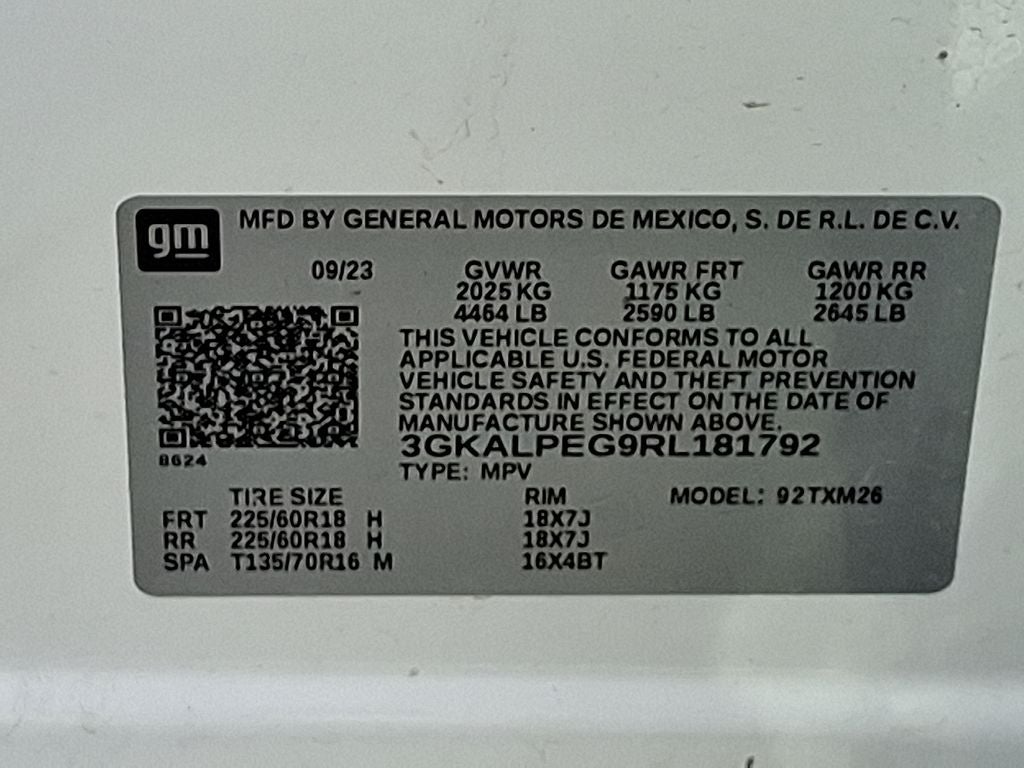 gm MFD BY GENERAL MOTORS DE MEXICO, S. DE R.L. DE C.V.
09/23 GVWR GAWR FRT GAWR RR
2025 KG 1175 KG 1200 KG
4464 LB 2590 LB 2645 LB
THIS VEHICLE CONFORMS TO ALL
APPLICABLE U.S. FEDERAL MOTOR
VEHICLE SAFETY AND THEFT PREVENTION
STANDARDS IN EFFECT ON THE DATE OF
MANUFACTURE SHOWN ABOVE.
3GKALPEG9RL181792
8624
TYPE: MPV
TIRE SIZE RIM MODEL: 92TXM26
FRT 225/60R18 H 18X7J
RR 225/60R18 H 18X7J
SPA T135/70R16 M 16X4BT